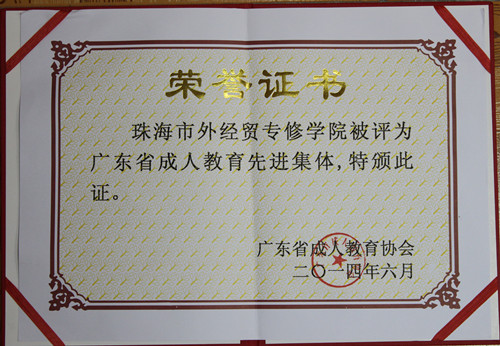 荣誉证书
珠海市外经贸专修学院被评为
广东省成人教育先进集体,特颁此
证。
广东省成人教育协会
二〇一四年六月